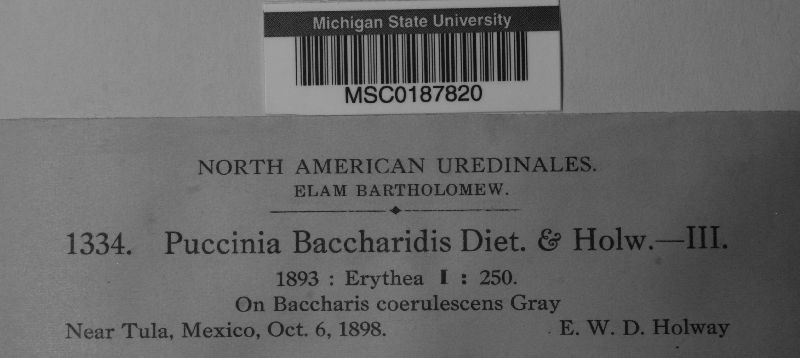 Michigan State University
MSC0187820
NORTH AMERICAN UREDINALES.
ELAM BARTHOLOMEW.
1334. Puccinia Baccharidis Diet. & Holw.—III.
1893 : Erythea I : 250.
On Baccharis coerulescens Gray
Near Tula, Mexico, Oct. 6, 1898. E. W. D. Holway